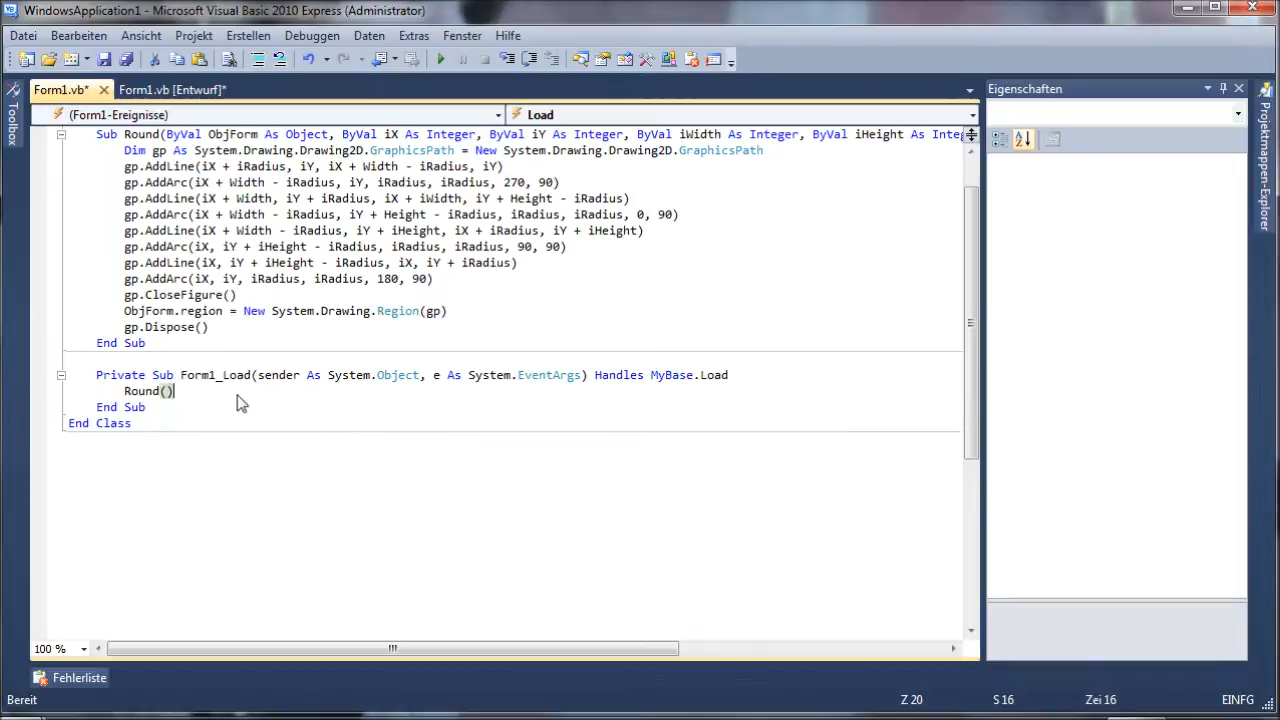 WindowsApplication1 - Microsoft Visual Basic 2010 Express (Administrator)
Datei Bearbeiten Ansicht Projekt Erstellen Debuggen Daten Extras Fenster Hilfe
Form1.vb* Form1.vb [Entwurf]*
Eigenschaften
(Form1-Ereignisse) Load
Toolbox
Projektmappen-Explorer
Sub Round(ByVal ObjForm As Object, ByVal iX As Integer, ByVal iY As Integer, ByVal iWidth As Integer, ByVal iHeight As Integ
Dim gp As System.Drawing.Drawing2D.GraphicsPath = New System.Drawing.Drawing2D.GraphicsPath
gp.AddLine(iX + iRadius, iY, iX + Width - iRadius, iY)
gp.AddArc(iX + Width - iRadius, iY, iRadius, iRadius, 270, 90)
gp.AddLine(iX + Width, iY + iRadius, iX + iWidth, iY + Height - iRadius)
gp.AddArc(iX + Width - iRadius, iY + Height - iRadius, iRadius, iRadius, 0, 90)
gp.AddLine(iX + Width - iRadius, iY + iHeight, iX + iRadius, iY + iHeight)
gp.AddArc(iX, iY + iHeight - iRadius, iRadius, iRadius, 90, 90)
gp.AddLine(iX, iY + iHeight - iRadius, iX, iY + iRadius)
gp.AddArc(iX, iY, iRadius, iRadius, 180, 90)
gp.CloseFigure()
ObjForm.region = New System.Drawing.Region(gp)
gp.Dispose()
End Sub
Private Sub Form1_Load(sender As System.Object, e As System.EventArgs) Handles MyBase.Load
Round()
End Sub
End Class
100 %
Fehlerliste
Bereit Z 20 S 16 Zei 16 EINFG